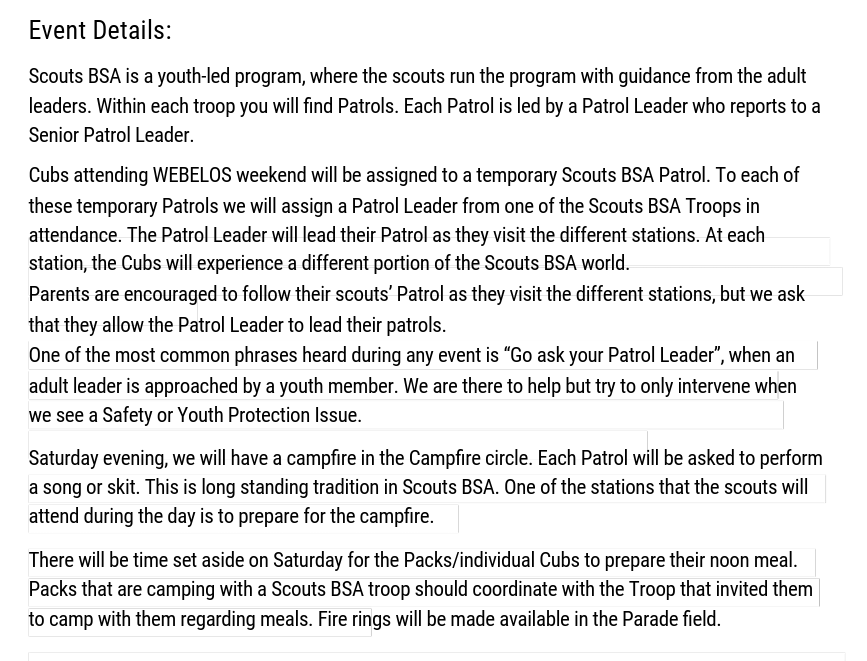 Event Details:
Scouts BSA is a youth-led program, where the scouts run the program with guidance from the adult
leaders. Within each troop you will find Patrols. Each Patrol is led by a Patrol Leader who reports to a
Senior Patrol Leader.
Cubs attending WEBELOS weekend will be assigned to a temporary Scouts BSA Patrol. To each of
these temporary Patrols we will assign a Patrol Leader from one of the Scouts BSA Troops in
attendance. The Patrol Leader will lead their Patrol as they visit the different stations. At each
station, the Cubs will experience a different portion of the Scouts BSA world.
Parents are encouraged to follow their scouts’ Patrol as they visit the different stations, but we ask
that they allow the Patrol Leader to lead their patrols.
One of the most common phrases heard during any event is “Go ask your Patrol Leader”, when an
adult leader is approached by a youth member. We are there to help but try to only intervene when
we see a Safety or Youth Protection Issue.
Saturday evening, we will have a campfire in the Campfire circle. Each Patrol will be asked to perform
a song or skit. This is long standing tradition in Scouts BSA. One of the stations that the scouts will
attend during the day is to prepare for the campfire.
There will be time set aside on Saturday for the Packs/individual Cubs to prepare their noon meal.
Packs that are camping with a Scouts BSA troop should coordinate with the Troop that invited them
to camp with them regarding meals. Fire rings will be made available in the Parade field.